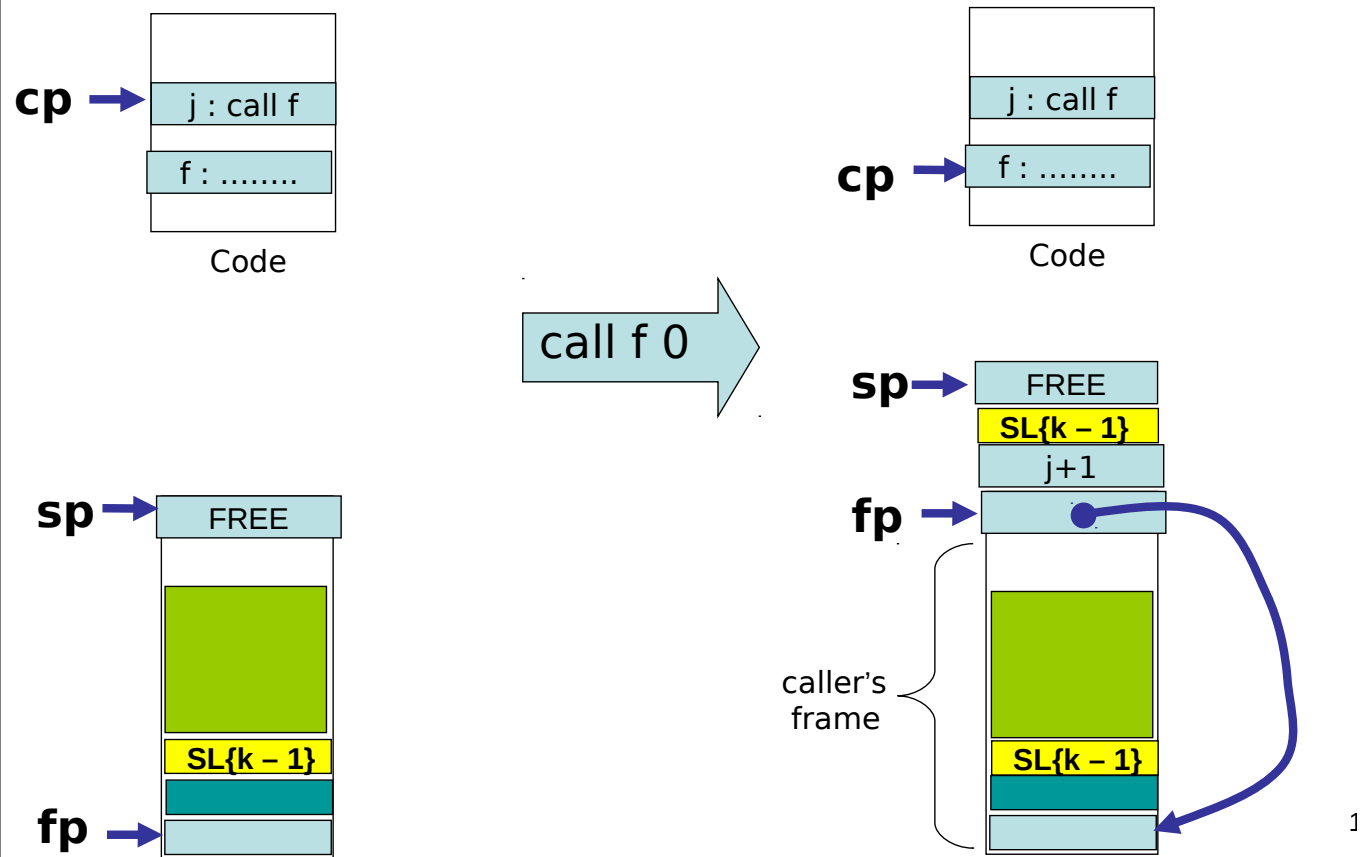 cp
j : call f
f : ........
Code
j : call f
cp
f : ........
Code
call f 0
sp
FREE
fp
SL{k – 1}
sp
FREE
SL{k – 1}
j+1
fp
caller’s
frame
SL{k – 1}
1